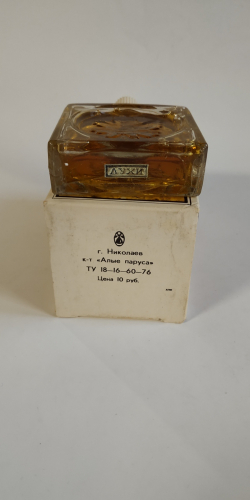 ДУХИ
г. Николаев
к-т «Алые паруса»
ТУ 18—16—60—76
Цена 10 руб.